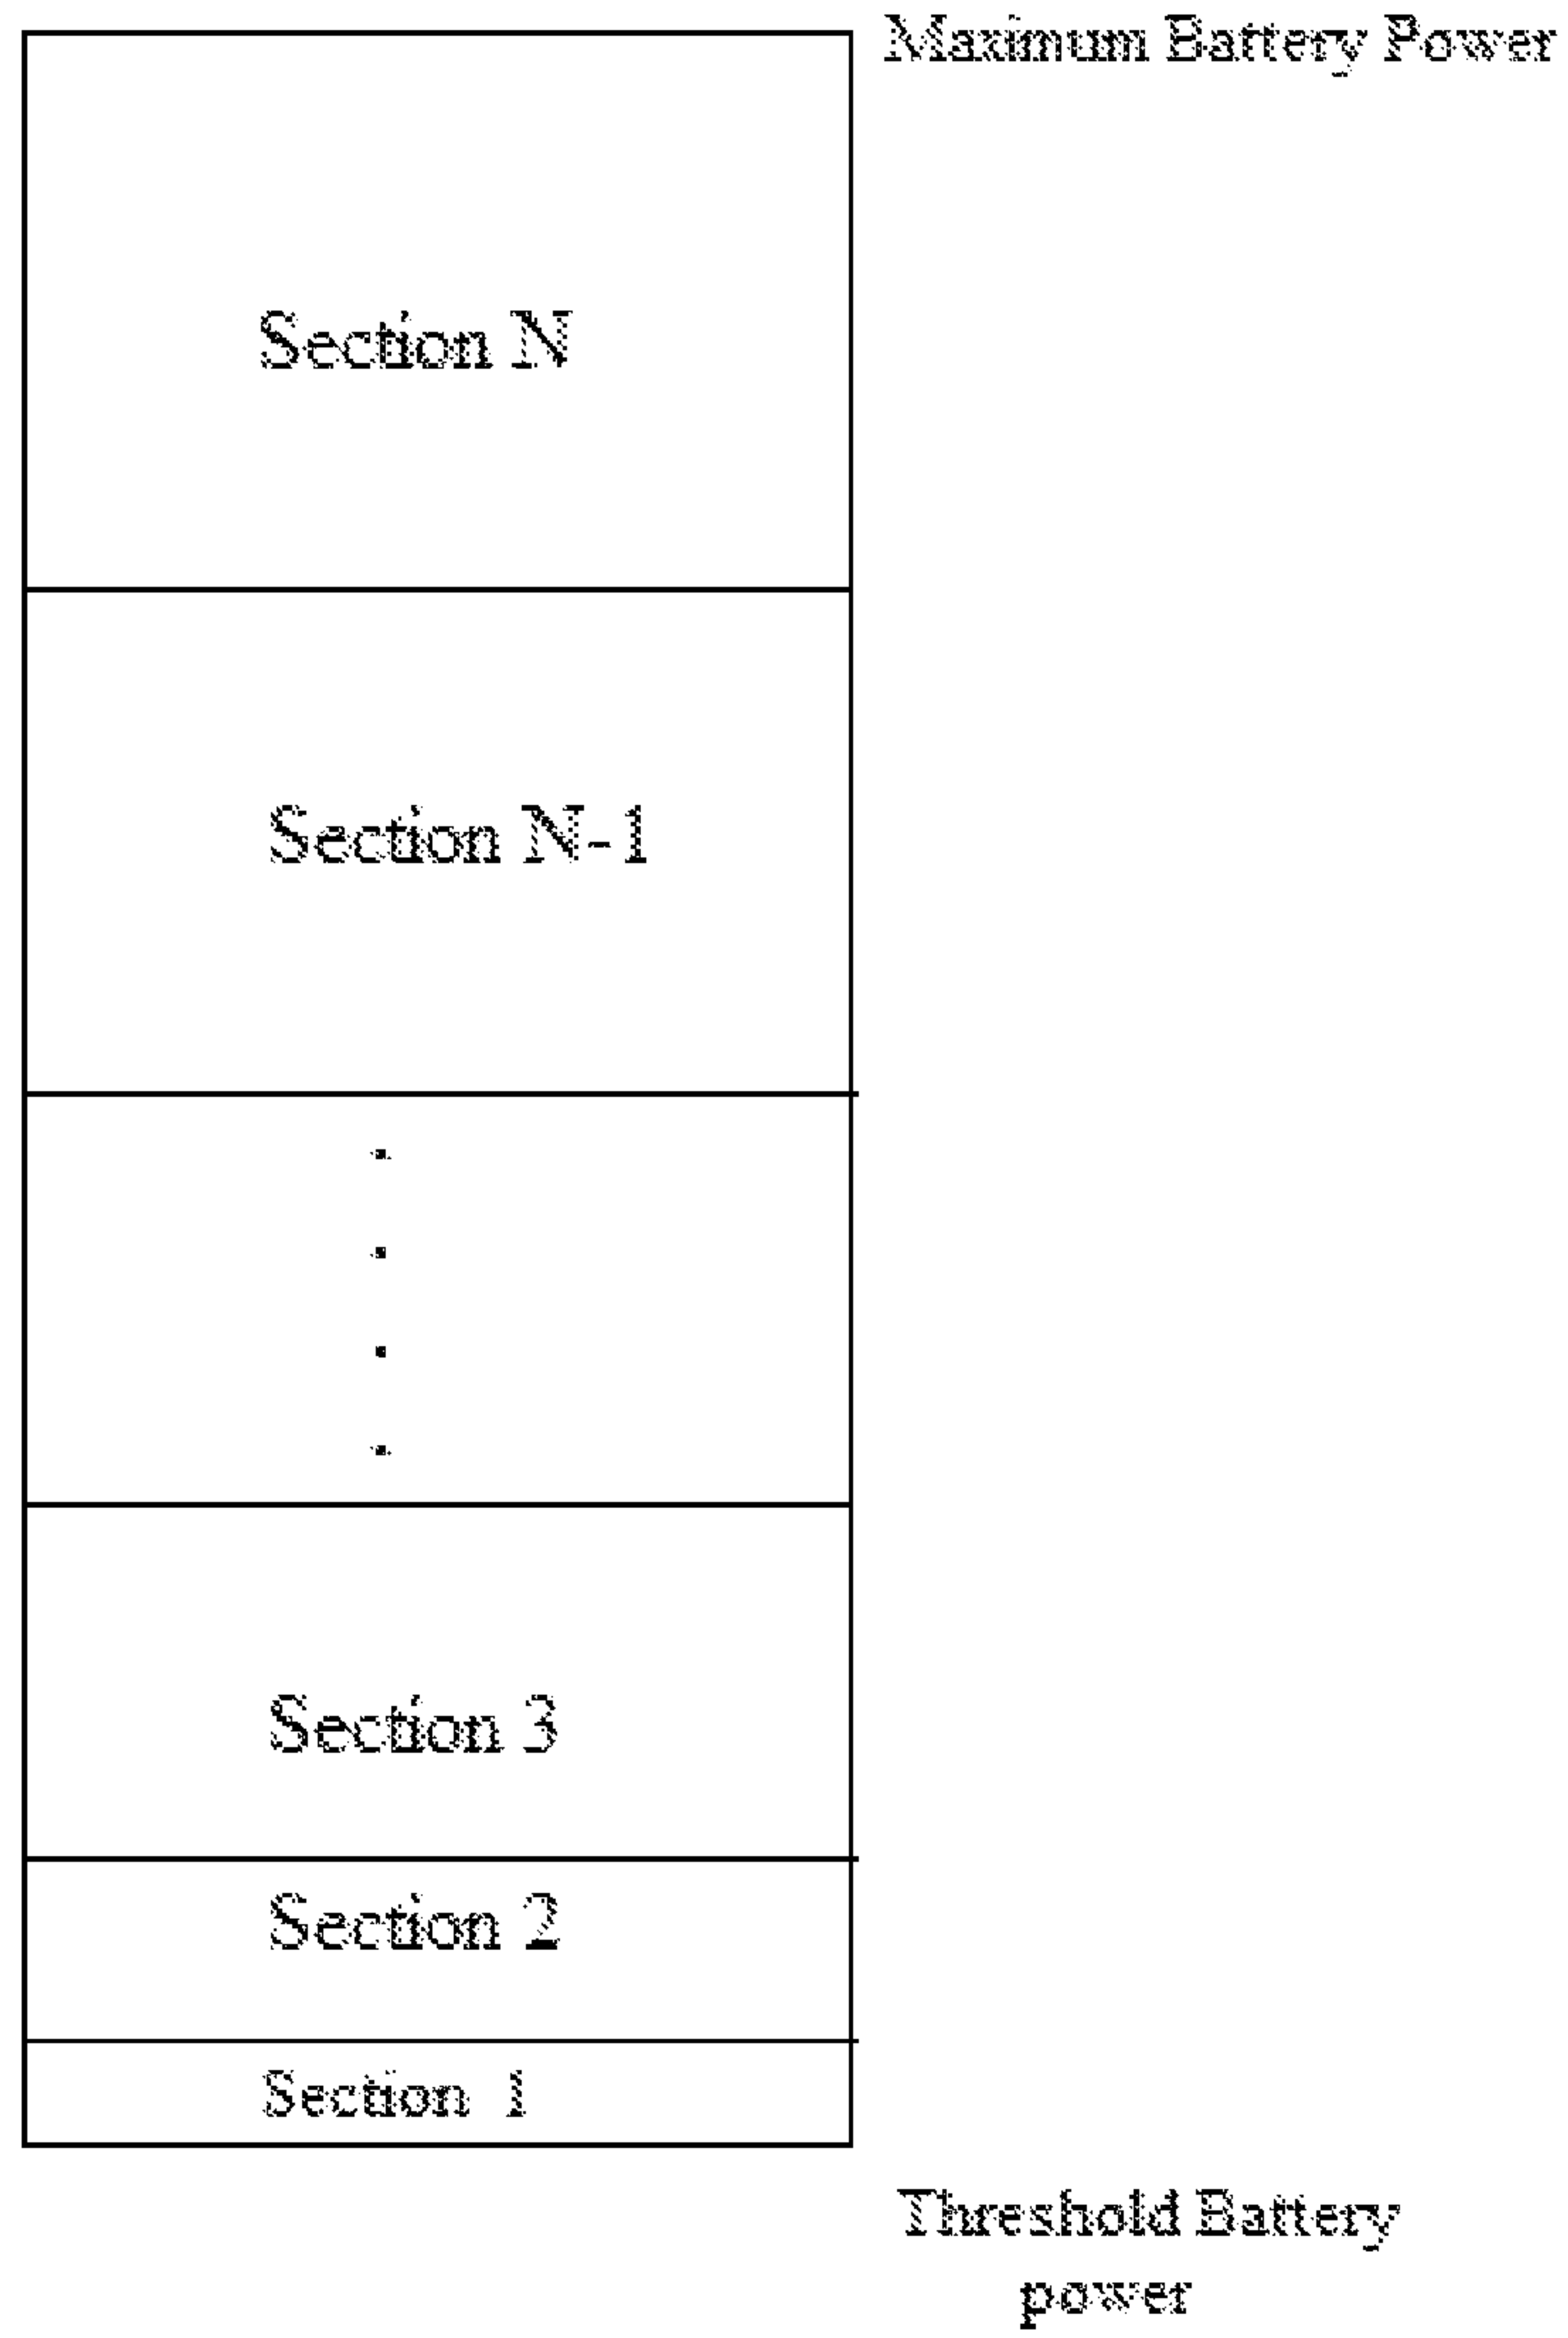 Maximum Battery Power
Section N
Section N-1
.
.
.
.
Section 3
Section 2
Section 1
Threshold Battery
power